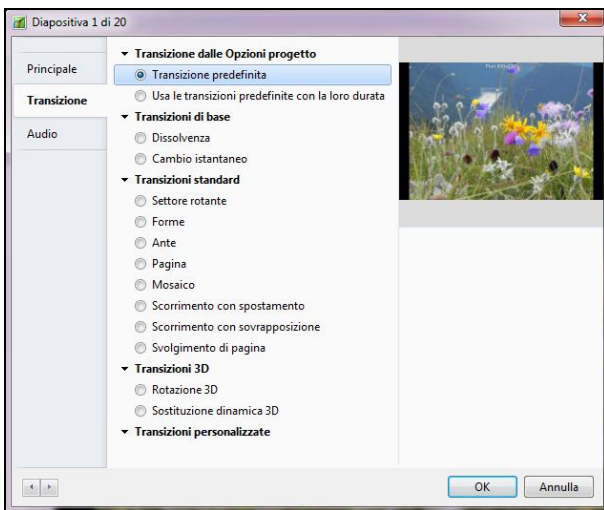 Diapositiva 1 di 20
Principale
Transizione
Audio
Transizione dalle Opzioni progetto
Transizione predefinita
Usa le transizioni predefinite con la loro durata
Transizioni di base
Dissolvenza
Cambio istantaneo
Transizioni standard
Settore rotante
Forme
Ante
Pagina
Mosaico
Scorrimento con spostamento
Scorrimento con sovrapposizione
Svolgimento di pagina
Transizioni 3D
Rotazione 3D
Sostituzione dinamica 3D
Transizioni personalizzate
OK
Annulla